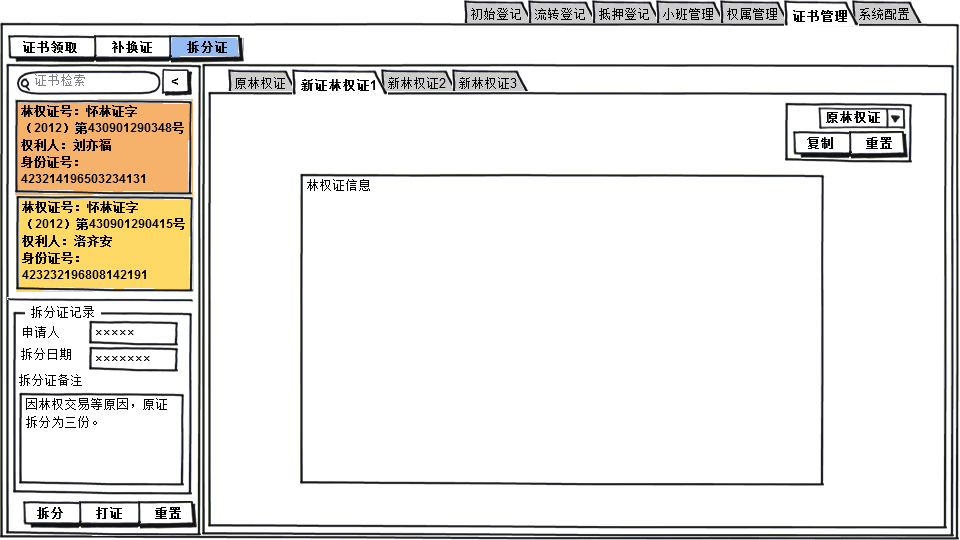 初始登记 流转登记 抵押登记 小班管理 权属管理 证书管理 系统配置
证书领取 补换证 拆分证
证书检索 <
林权证号：怀林证字
（2012）第430901290348号
权利人：刘亦福
身份证号：
423214196503234131
林权证号：怀林证字
（2012）第430901290415号
权利人：洛齐安
身份证号：
423232196808142191
拆分证记录
申请人 ×××××
拆分日期 ×××××××
拆分证备注
因林权交易等原因，原证
拆分为三份。
拆分 打证 重置
原林权证 新证林权证1 新林权证2 新林权证3
原林权证
复制 重置
林权证信息